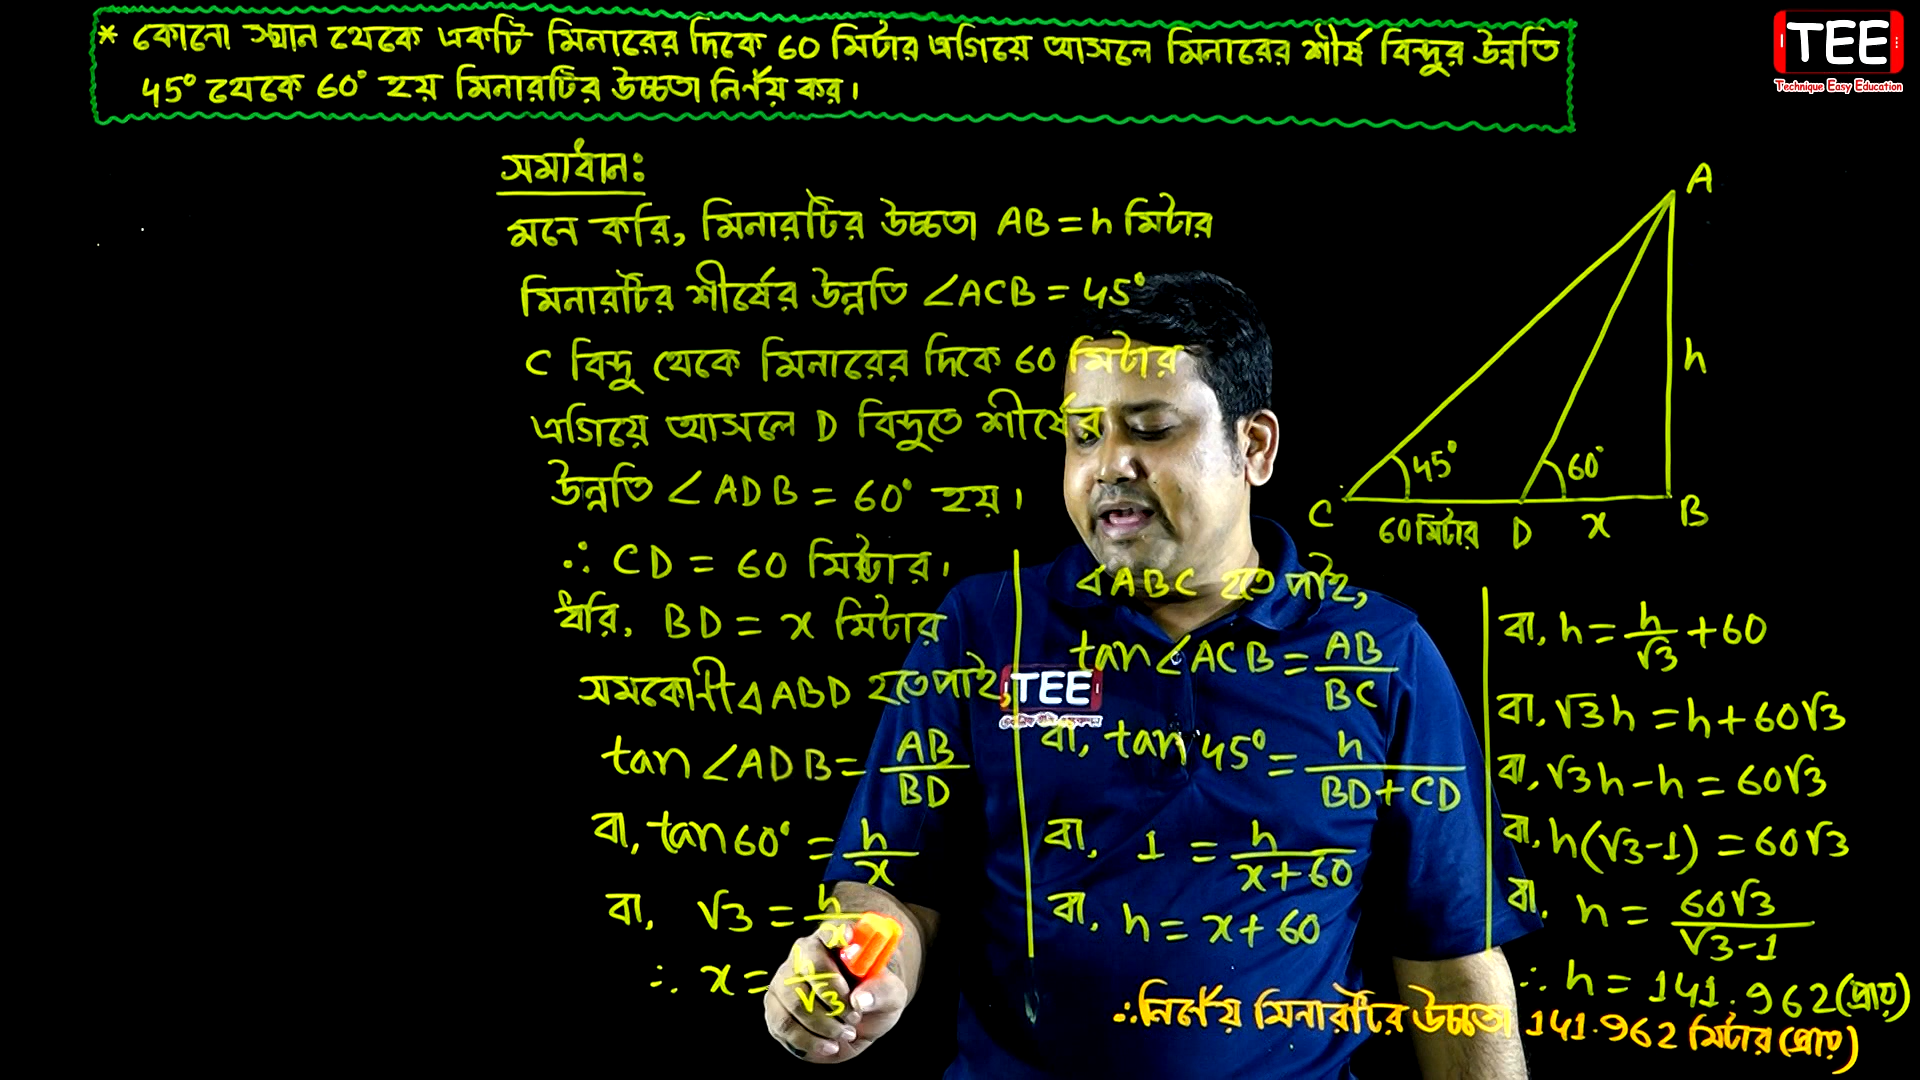 * কোনো স্থান থেকে একটি মিনারের দিকে 60 মিটার এগিয়ে আসলে মিনারের শীর্ষ বিন্দুর উন্নতি
45° থেকে 60° হয় মিনারটির উচ্চতা নির্ণয় কর।
TEE
Technique Easy Education
সমাধানঃ
মনে করি, মিনারটির উচ্চতা AB = h মিটার
মিনারটির শীর্ষের উন্নতি ∠ACB = 45°
C বিন্দু থেকে মিনারের দিকে 60 মিটার
এগিয়ে আসলে D বিন্দুতে শীর্ষের
উন্নতি ∠ADB = 60° হয়।
∴ CD = 60 মিটার।
ধরি, BD = x মিটার
সমকোণী ΔABD হতে পাই,
tan∠ADB = AB/BD
বা, tan60° = h/x
বা, √3 = h/x
∴ x = h/√3
A
h
45°
60°
C
60 মিটার
D
x
B
ΔABC হতে পাই,
tan∠ACB = AB/BC
বা, tan45° = h/BD+CD
বা, 1 = h/x+60
বা, h = x+60
TEE
বা, h = h/√3 + 60
বা, √3h = h+60√3
বা, √3h-h = 60√3
বা, h(√3-1) = 60√3
বা, h = 60√3/√3-1
∴ h = 141.962 (প্রায়)
∴ নির্ণেয় মিনারটির উচ্চতা 141.962 মিটার (প্রায়)